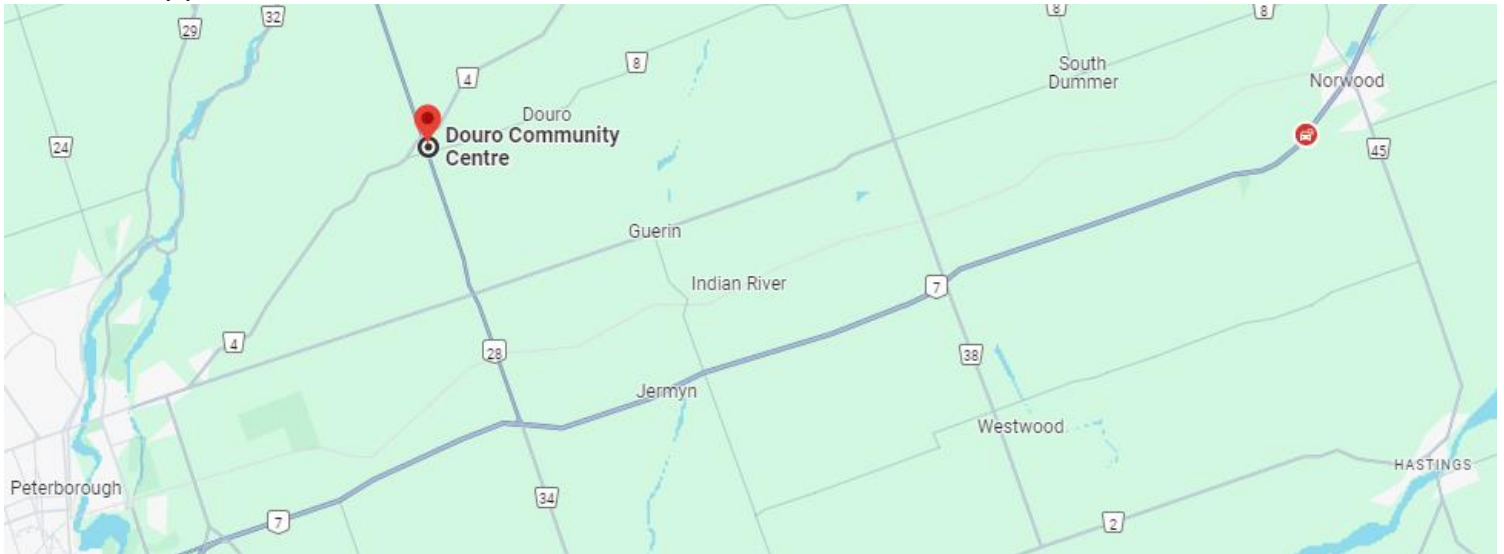 8
8
32
29
South
Dummer
8
Norwood
4
Douro
Douro Community
Centre
24
45
Guerin
Indian River
7
4
28
38
Jermyn
Westwood
HASTINGS
Peterborough
34
7
2